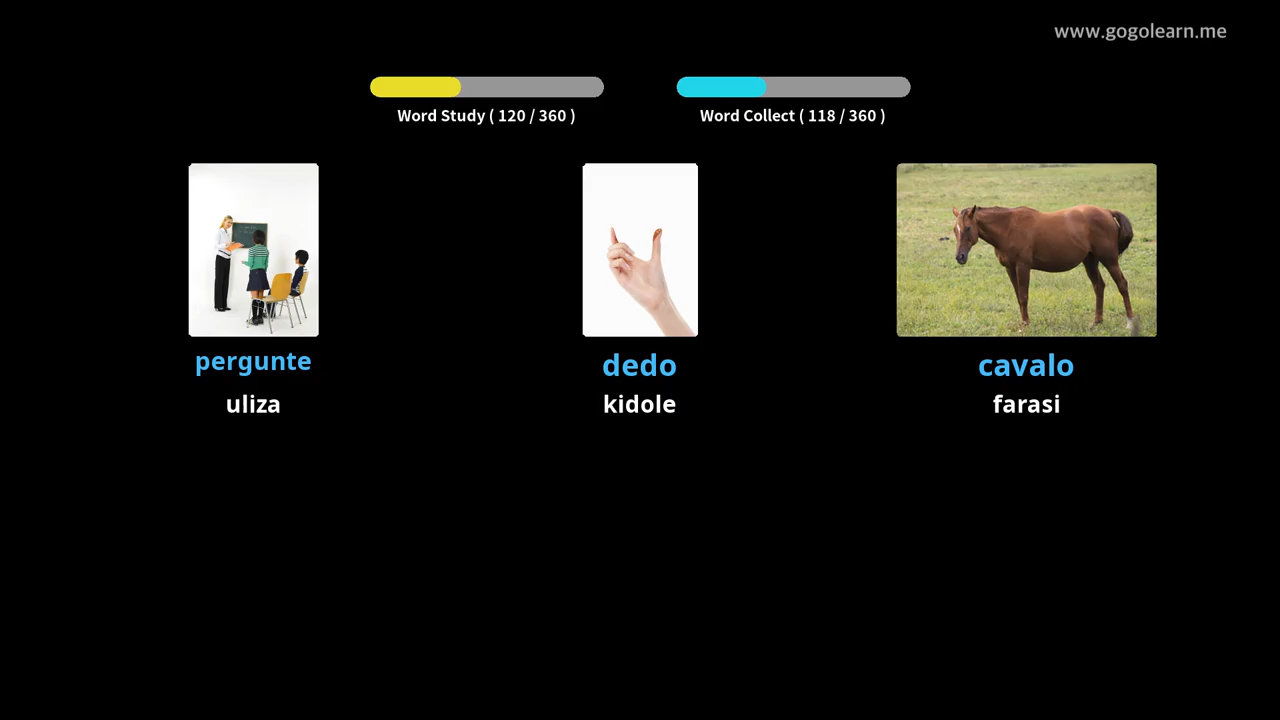 www.gogolearn.me
Word Study ( 120 / 360 )
Word Collect ( 118 / 360 )
pergunte
dedo
cavalo
uliza
kidole
farasi